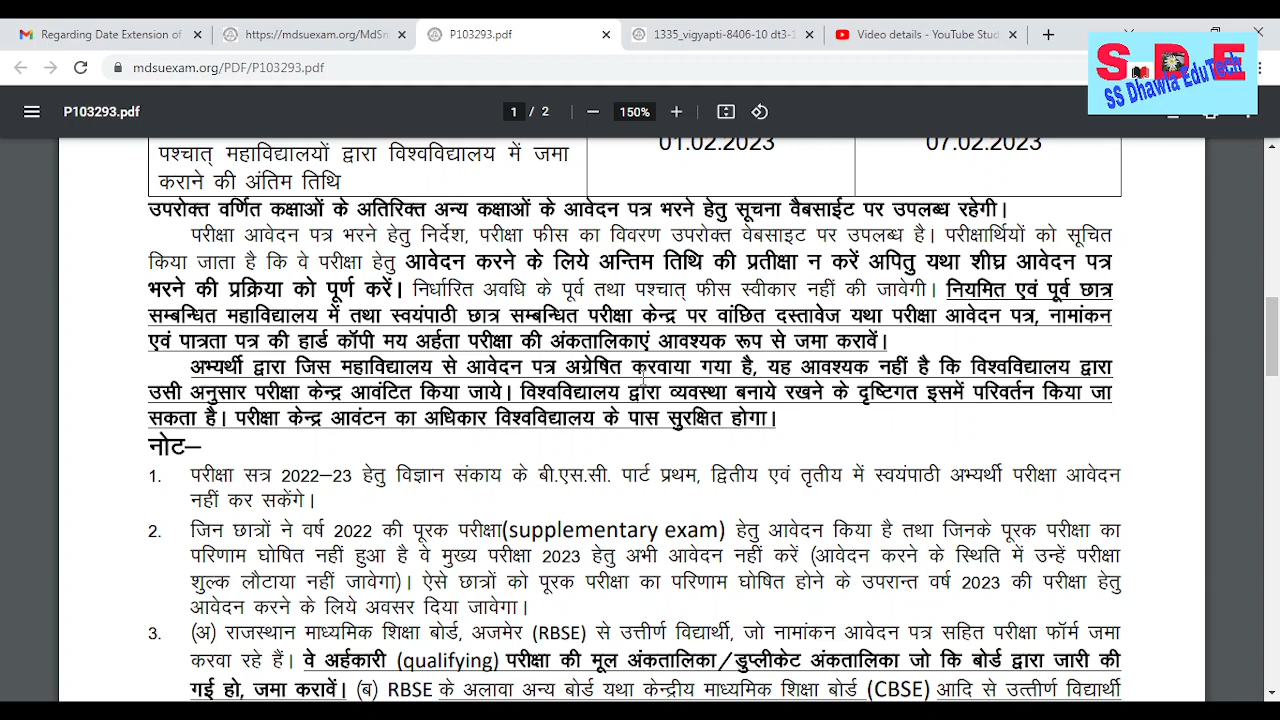 Regarding Date Extension of
https://mdsuexam.org/MdSn
P103293.pdf
1335_vigyapti-8406-10 dt3-1
Video details - YouTube Stud
mdsuexam.org/PDF/P103293.pdf
S D E
SS Dhawla EduTech
P103293.pdf
1 / 2
150%
पश्चात् महाविद्यालयों द्वारा विश्वविद्यालय में जमा
01.02.2023
07.02.2023
कराने की अंतिम तिथि
उपरोक्त वर्णित कक्षाओं के अतिरिक्त अन्य कक्षाओं के आवेदन पत्र भरने हेतु सूचना वैबसाईट पर उपलब्ध रहेगी।
परीक्षा आवेदन पत्र भरने हेतु निर्देश, परीक्षा फीस का विवरण उपरोक्त वेबसाइट पर उपलब्ध है। परीक्षार्थियों को सूचित
किया जाता है कि वे परीक्षा हेतु आवेदन करने के लिये अन्तिम तिथि की प्रतीक्षा न करें अपितु यथा शीघ्र आवेदन पत्र
भरने की प्रक्रिया को पूर्ण करें। निर्धारित अवधि के पूर्व तथा पश्चात् फीस स्वीकार नहीं की जावेगी। नियमित एवं पूर्व छात्र
सम्बन्धित महाविद्यालय में तथा स्वयंपाठी छात्र सम्बन्धित परीक्षा केन्द्र पर वांछित दस्तावेज यथा परीक्षा आवेदन पत्र, नामांकन
एवं पात्रता पत्र की हार्ड कॉपी मय अर्हता परीक्षा की अंकतालिकाएं आवश्यक रूप से जमा करावें।
अभ्यर्थी द्वारा जिस महाविद्यालय से आवेदन पत्र अग्रेषित करवाया गया है, यह आवश्यक नहीं है कि विश्वविद्यालय द्वारा
उसी अनुसार परीक्षा केन्द्र आवंटित किया जाये। विश्वविद्यालय द्वारा व्यवस्था बनाये रखने के दृष्टिगत इसमें परिवर्तन किया जा
सकता है। परीक्षा केन्द्र आवंटन का अधिकार विश्वविद्यालय के पास सुरक्षित होगा।
नोट–
1. परीक्षा सत्र 2022–23 हेतु विज्ञान संकाय के बी.एस.सी. पार्ट प्रथम, द्वितीय एवं तृतीय में स्वयंपाठी अभ्यर्थी परीक्षा आवेदन
नहीं कर सकेंगे।
2. जिन छात्रों ने वर्ष 2022 की पूरक परीक्षा(supplementary exam) हेतु आवेदन किया है तथा जिनके पूरक परीक्षा का
परिणाम घोषित नहीं हुआ है वे मुख्य परीक्षा 2023 हेतु अभी आवेदन नहीं करें (आवेदन करने के स्थिति में उन्हें परीक्षा
शुल्क लौटाया नहीं जावेगा)। ऐसे छात्रों को पूरक परीक्षा का परिणाम घोषित होने के उपरान्त वर्ष 2023 की परीक्षा हेतु
आवेदन करने के लिये अवसर दिया जावेगा।
3. (अ) राजस्थान माध्यमिक शिक्षा बोर्ड, अजमेर (RBSE) से उत्तीर्ण विद्यार्थी, जो नामांकन आवेदन पत्र सहित परीक्षा फॉर्म जमा
करवा रहे हैं। वे अर्हकारी (qualifying) परीक्षा की मूल अंकतालिका/डुप्लीकेट अंकतालिका जो कि बोर्ड द्वारा जारी की
गई हो, जमा करावें। (ब) RBSE के अलावा अन्य बोर्ड यथा केन्द्रीय माध्यमिक शिक्षा बोर्ड (CBSE) आदि से उत्तीर्ण विद्यार्थी